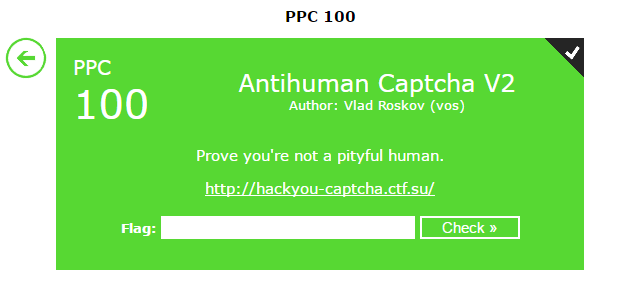 PPC 100
PPC
100
Antihuman Captcha V2
Author: Vlad Roskov (vos)
Prove you're not a pityful human.
http://hackyou-captcha.ctf.su/
Flag:
Check »